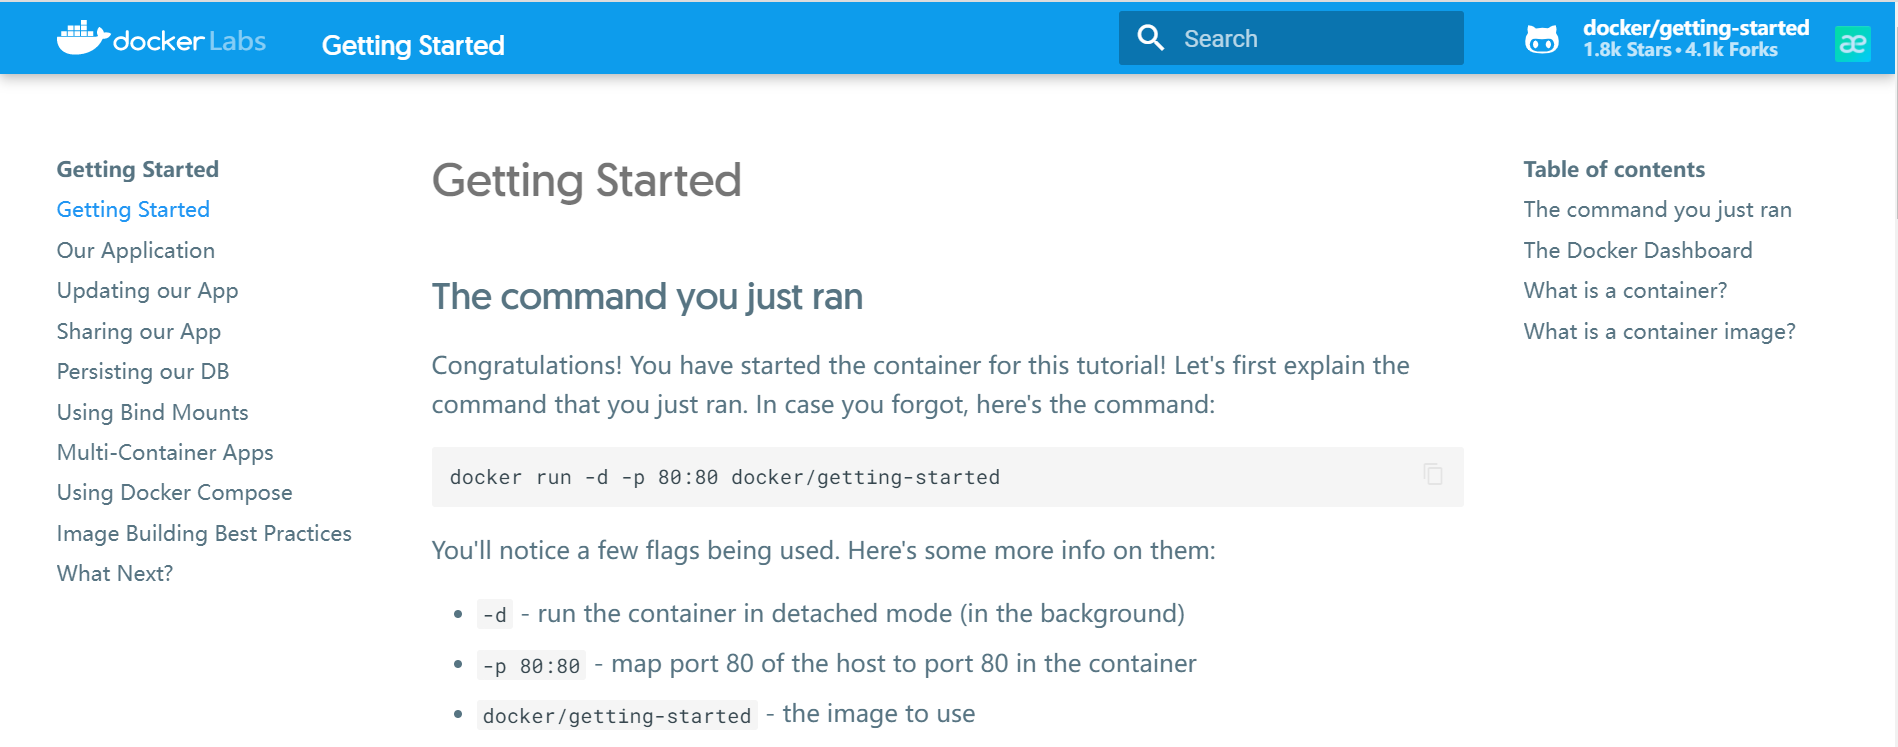 docker Labs
Getting Started
Search
docker/getting-started
1.8k Stars • 4.1k Forks
æ
Getting Started
Getting Started
Our Application
Updating our App
Sharing our App
Persisting our DB
Using Bind Mounts
Multi-Container Apps
Using Docker Compose
Image Building Best Practices
What Next?
Getting Started
The command you just ran
Congratulations! You have started the container for this tutorial! Let's first explain the
command that you just ran. In case you forgot, here's the command:
docker run -d -p 80:80 docker/getting-started
You'll notice a few flags being used. Here's some more info on them:
• -d - run the container in detached mode (in the background)
• -p 80:80 - map port 80 of the host to port 80 in the container
• docker/getting-started - the image to use
Table of contents
The command you just ran
The Docker Dashboard
What is a container?
What is a container image?